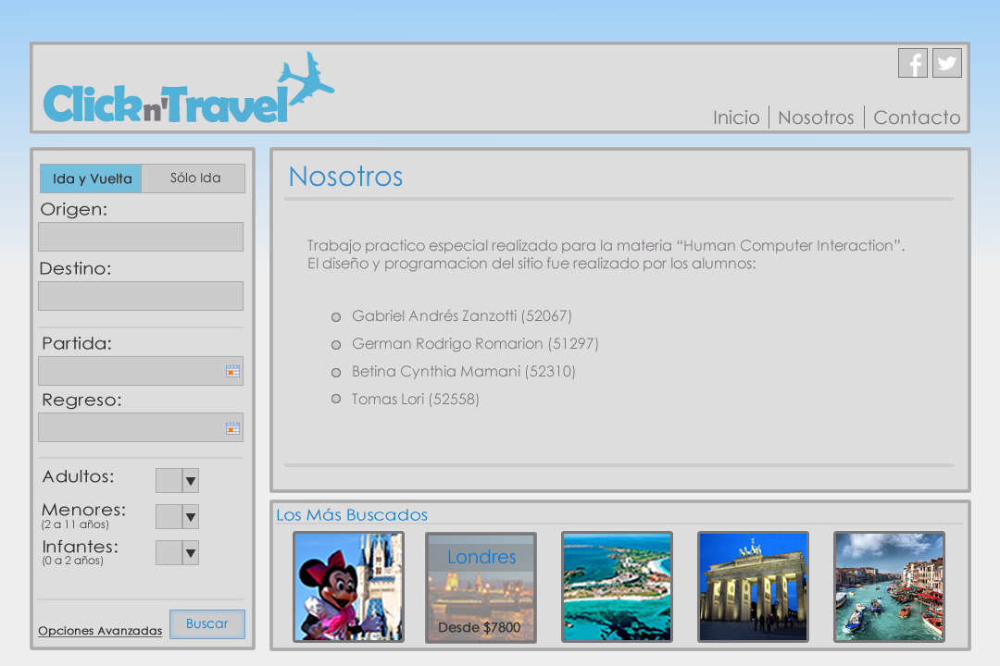 Click n' Travel
Inicio | Nosotros | Contacto
Ida y Vuelta
Sólo Ida
Origen:
Destino:
Partida:
Regreso:
Adultos:
Menores:
(2 a 11 años)
Infantes:
(0 a 2 años)
Opciones Avanzadas
Buscar
Nosotros
Trabajo practico especial realizado para la materia “Human Computer Interaction”.
El diseño y programacion del sitio fue realizado por los alumnos:
Gabriel Andrés Zanzotti (52067)
German Rodrigo Romarion (51297)
Betina Cynthia Mamani (52310)
Tomas Lori (52558)
Los Más Buscados
Londres
Desde $7800